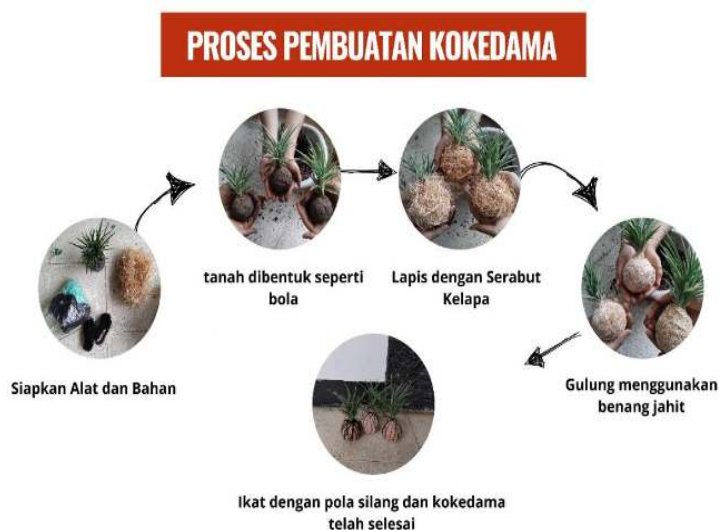 PROSES PEMBUATAN KOKEDAMA
tanah dibentuk seperti
bola
Lapis dengan Serabut
Kelapa
Siapkan Alat dan Bahan
Gulung menggunakan
benang jahit
Ikat dengan pola silang dan kokedama
telah selesai